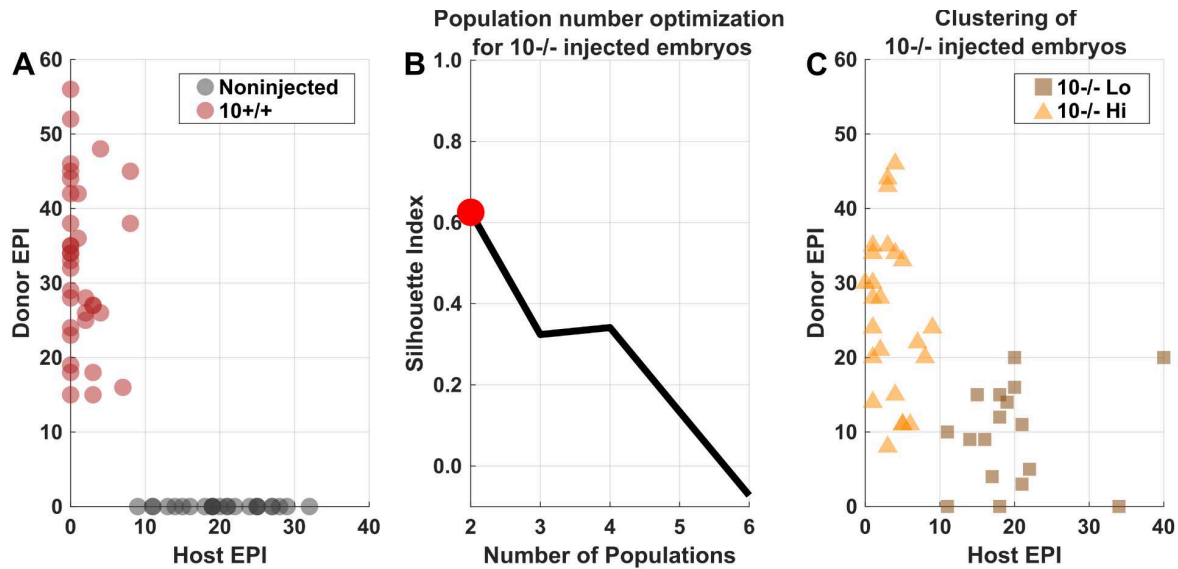 A
Noninjected
10+/+
Donor EPI
60
50
40
30
20
10
0
0 10 20 30 40
Host EPI
Population number optimization
for 10-/- injected embryos
B
Silhouette Index
1.0
0.8
0.6
0.4
0.2
0.0
2 3 4 5 6
Number of Populations
Clustering of
10-/- injected embryos
C
10-/- Lo
10-/- Hi
Donor EPI
60
50
40
30
20
10
0
0 10 20 30 40
Host EPI